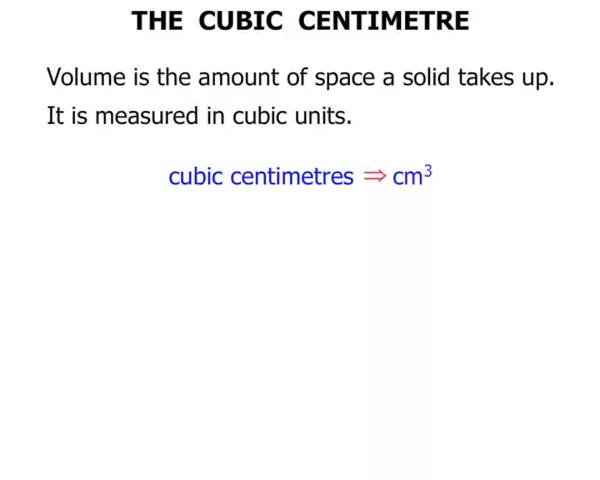 THE CUBIC CENTIMETRE
Volume is the amount of space a solid takes up.
It is measured in cubic units.
cubic centimetres ⇒ cm³